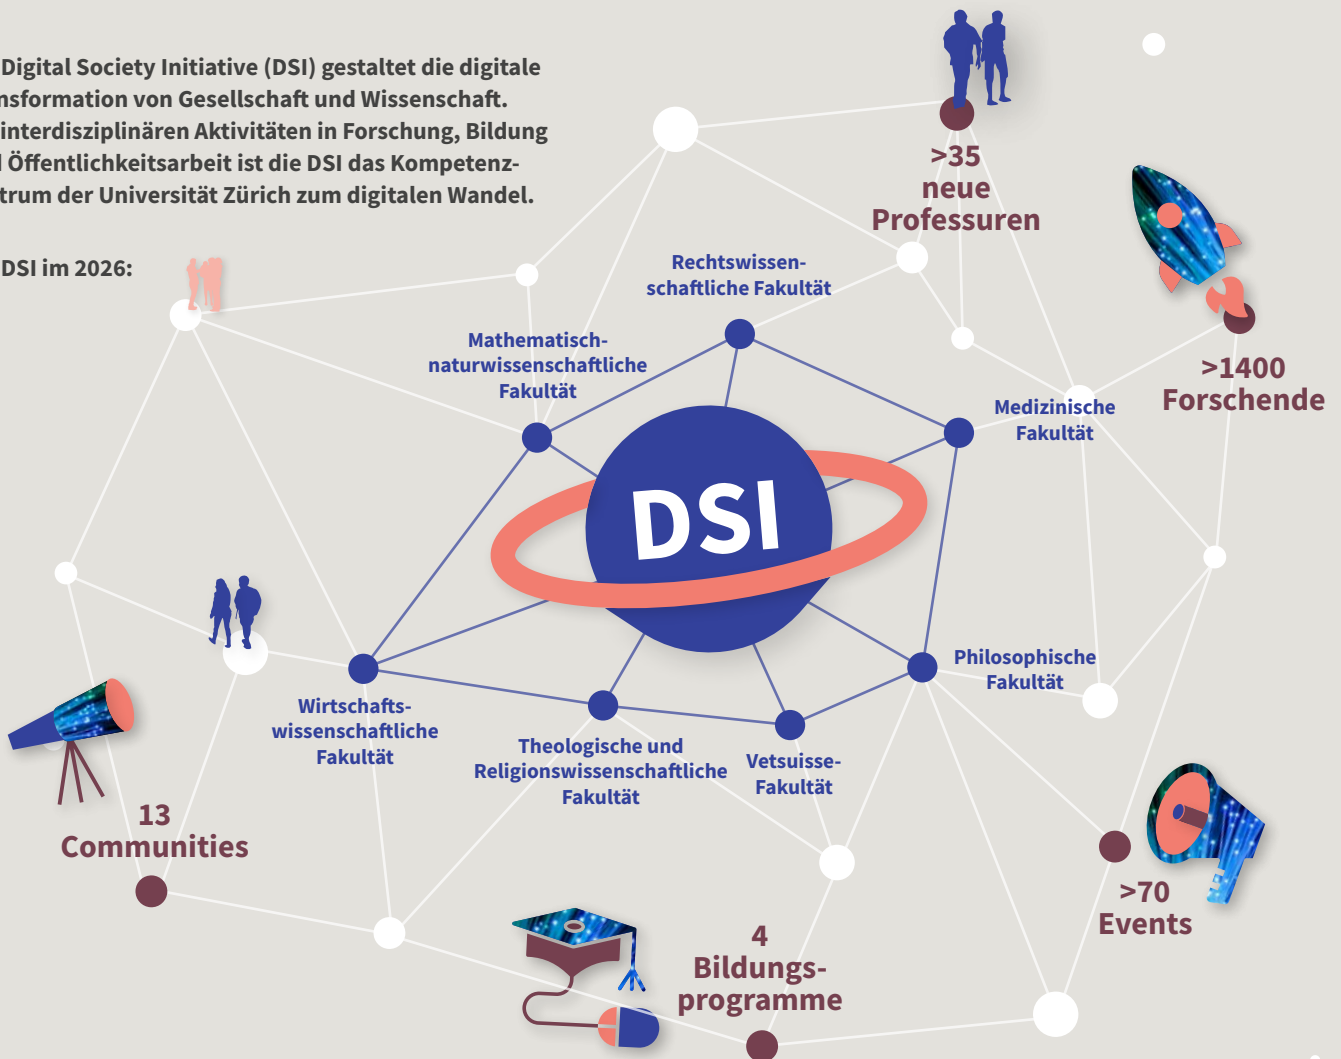 Digital Society Initiative (DSI) gestaltet die digitale
nsformation von Gesellschaft und Wissenschaft.
interdisziplinären Aktivitäten in Forschung, Bildung
Öffentlichkeitsarbeit ist die DSI das Kompetenz-
trum der Universität Zürich zum digitalen Wandel.
DSI im 2026:
>35
neue
Professuren
>1400
Forschende
Rechtswissen-
schaftliche Fakultät
Mathematisch-
naturwissenschaftliche
Fakultät
Medizinische
Fakultät
DSI
Philosophische
Fakultät
Wirtschafts-
wissenschaftliche
Fakultät
Theologische und
Religionswissenschaftliche
Fakultät
Vetsuisse-
Fakultät
13
Communities
>70
Events
4
Bildungs-
programme